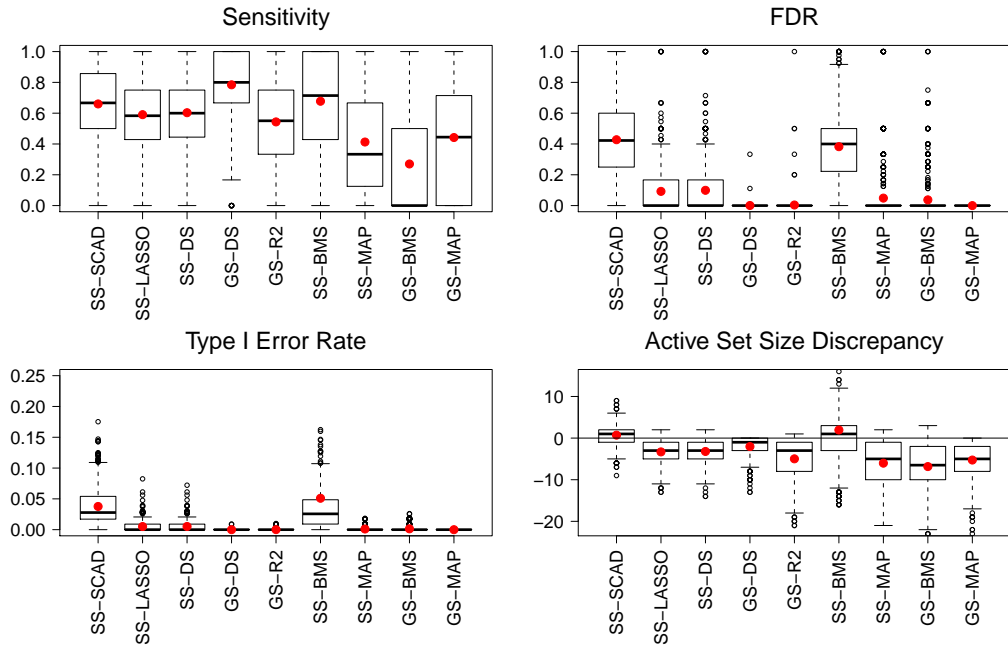 Sensitivity
1.0
0.8
0.6
0.4
0.2
0.0
SS−SCAD
SS−LASSO
SS−DS
GS−DS
GS−R2
SS−BMS
SS−MAP
GS−BMS
GS−MAP
FDR
1.0
0.8
0.6
0.4
0.2
0.0
SS−SCAD
SS−LASSO
SS−DS
GS−DS
GS−R2
SS−BMS
SS−MAP
GS−BMS
GS−MAP
Type I Error Rate
0.25
0.20
0.15
0.10
0.05
0.00
SS−SCAD
SS−LASSO
SS−DS
GS−DS
GS−R2
SS−BMS
SS−MAP
GS−BMS
GS−MAP
Active Set Size Discrepancy
10
0
−10
−20
SS−SCAD
SS−LASSO
SS−DS
GS−DS
GS−R2
SS−BMS
SS−MAP
GS−BMS
GS−MAP